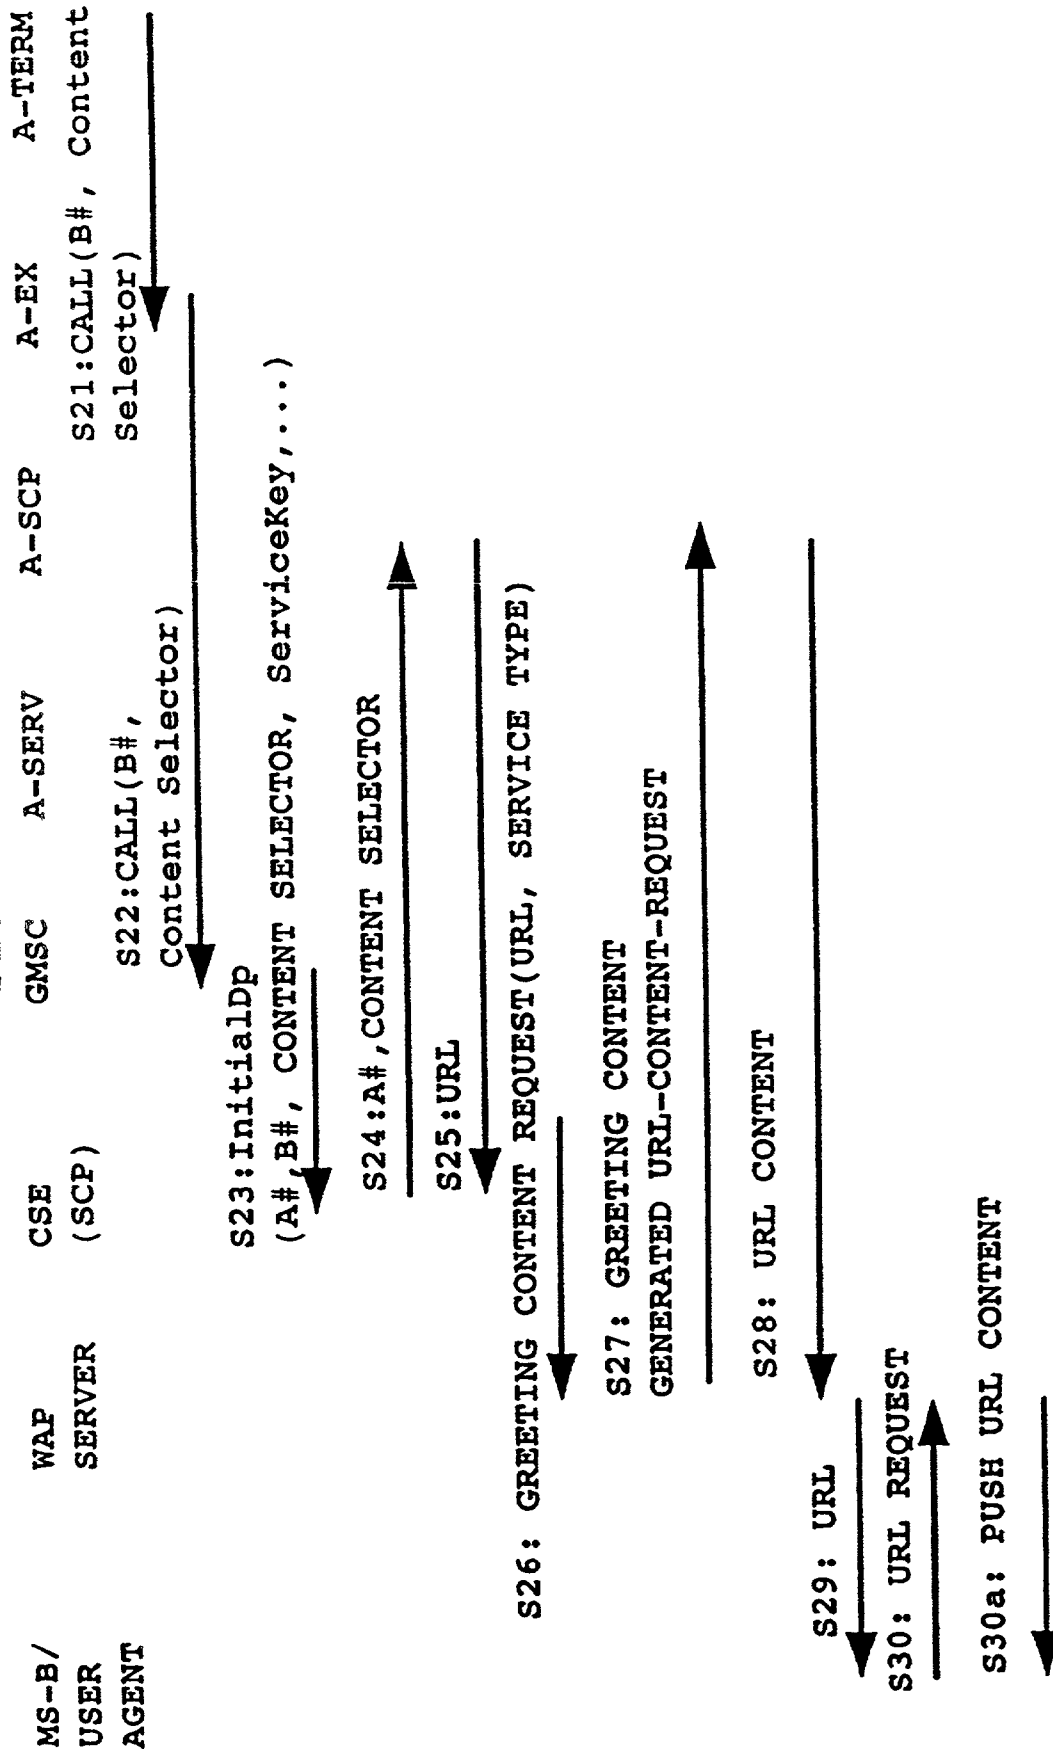 MS-B/
USER
AGENT
WAP
SERVER
CSE
(SCP)
GMSC
A-SERV
A-SCP
A-EX
A-TERM
S21:CALL(B#, Content
Selector)
S22:CALL(B#,
Content Selector)
S23:InitialDp
(A#,B#, CONTENT SELECTOR, ServiceKey,...)
S24:A#,CONTENT SELECTOR
S25:URL
S26: GREETING CONTENT REQUEST(URL, SERVICE TYPE)
S27: GREETING CONTENT
GENERATED URL-CONTENT-REQUEST
S28: URL CONTENT
S29: URL
S30: URL REQUEST
S30a: PUSH URL CONTENT